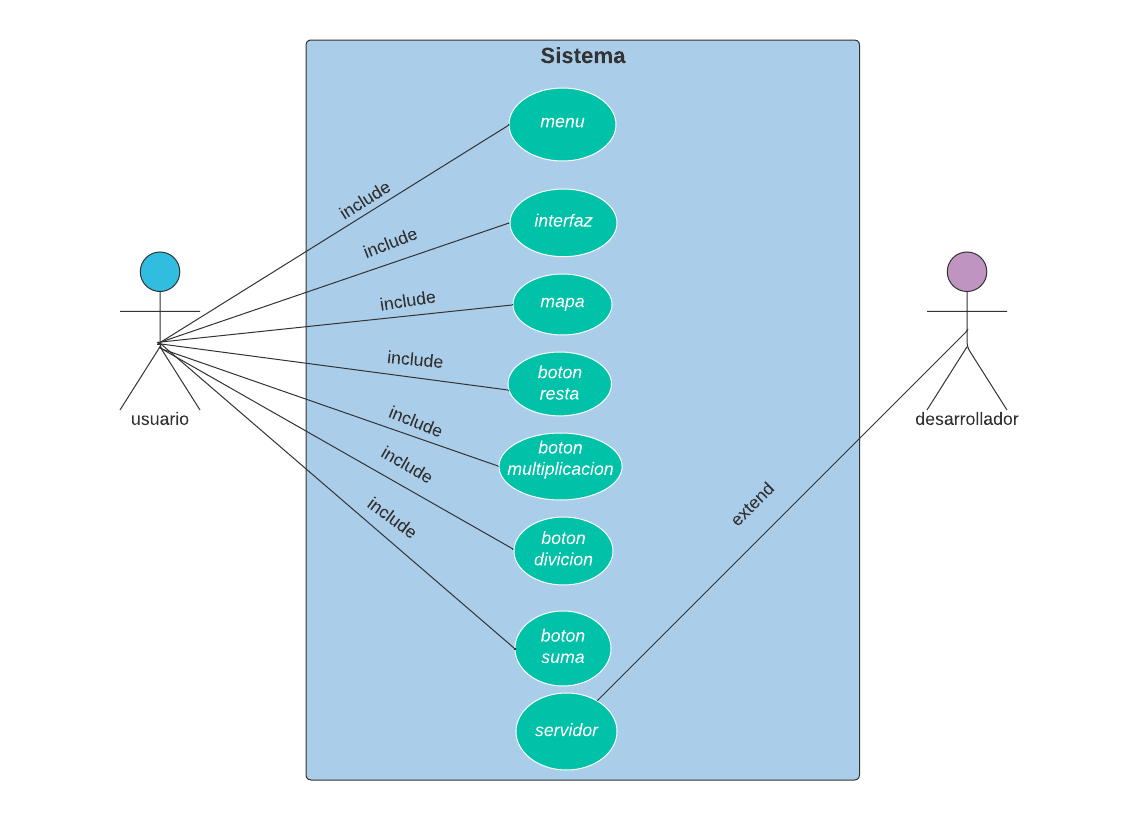 Sistema
menu
include
interfaz
include
mapa
include
boton
resta
include
boton
multiplicacion
include
boton
divicion
include
boton
suma
include
servidor
extend
usuario
desarrollador